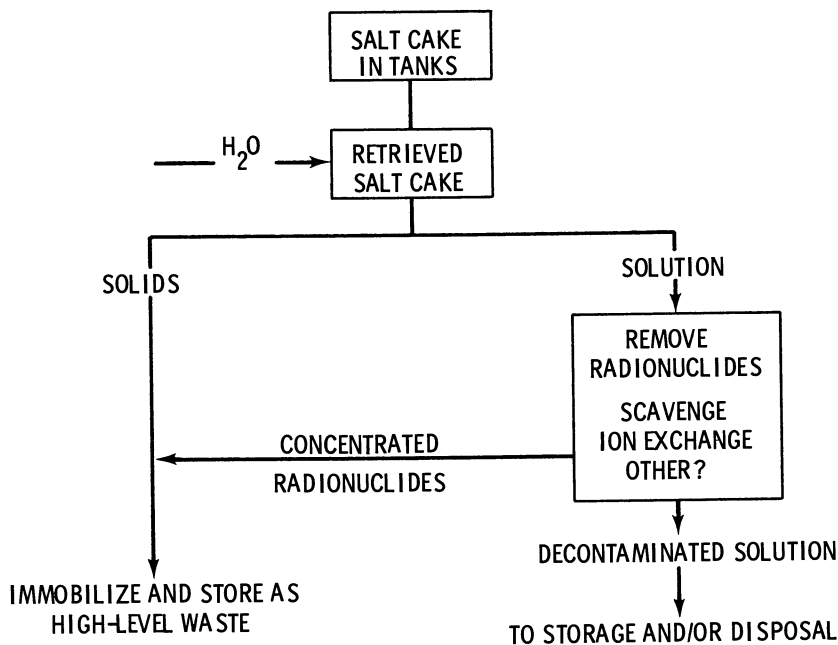 SALT CAKE
IN TANKS
H₂O
RETRIEVED
SALT CAKE
SOLIDS
SOLUTION
REMOVE
RADIONUCLIDES
SCAVENGE
ION EXCHANGE
OTHER?
CONCENTRATED
RADIONUCLIDES
DECONTAMINATED SOLUTION
IMMOBILIZE AND STORE AS
HIGH-LEVEL WASTE
TO STORAGE AND/OR DISPOSAL